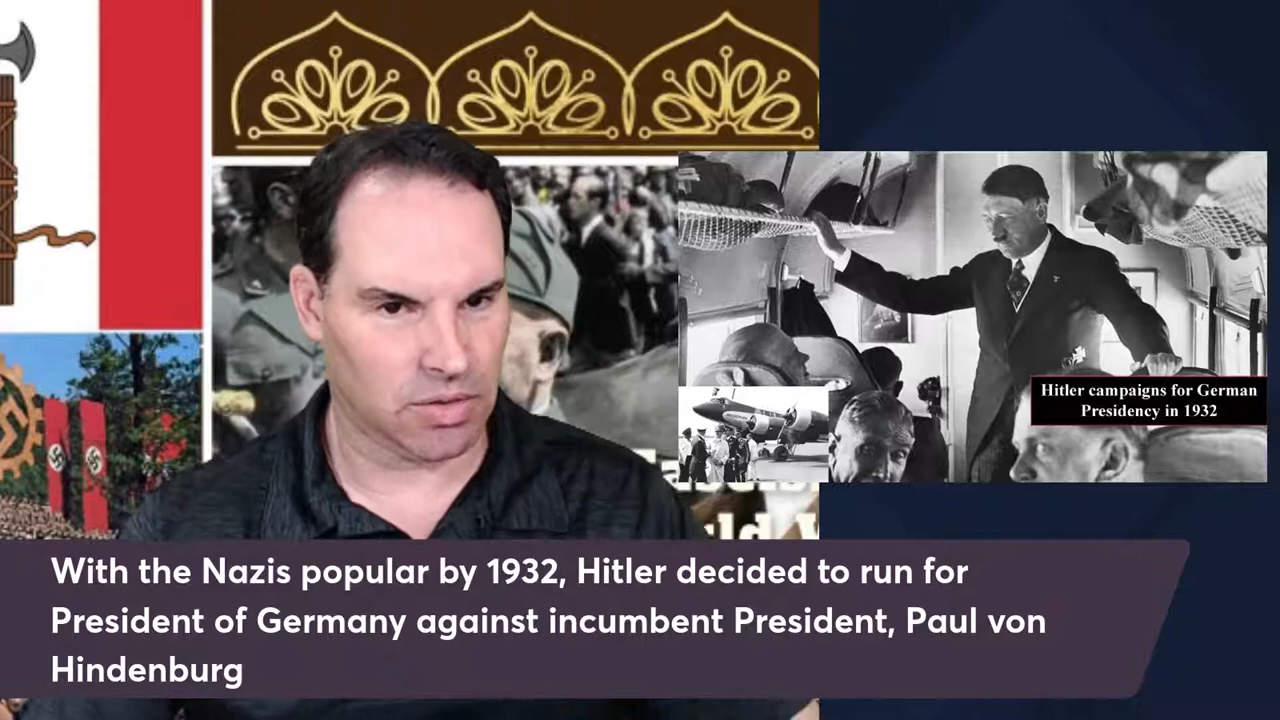 Hitler campaigns for German
Presidency in 1932
With the Nazis popular by 1932, Hitler decided to run for
President of Germany against incumbent President, Paul von
Hindenburg